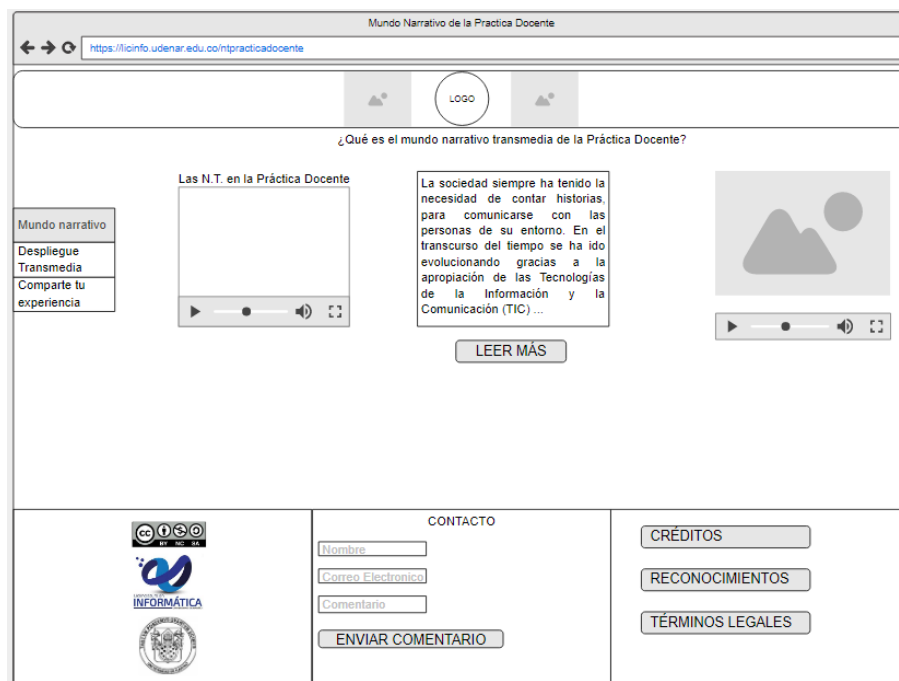 Mundo Narrativo de la Practica Docente
https://licinfo.udenar.edu.co/ntpracticadocente
LOGO
¿Qué es el mundo narrativo transmedia de la Práctica Docente?
Mundo narrativo
Despliegue
Transmedia
Comparte tu
experiencia
Las N.T. en la Práctica Docente
La sociedad siempre ha tenido la
necesidad de contar historias,
para comunicarse con las
personas de su entorno. En el
transcurso del tiempo se ha ido
evolucionando gracias a la
apropiación de las Tecnologías
de la Información y la
Comunicación (TIC) ...
LEER MÁS
cc
BY NC SA
INFORMÁTICA
CONTACTO
Nombre
Correo Electronico
Comentario
ENVIAR COMENTARIO
CRÉDITOS
RECONOCIMIENTOS
TÉRMINOS LEGALES